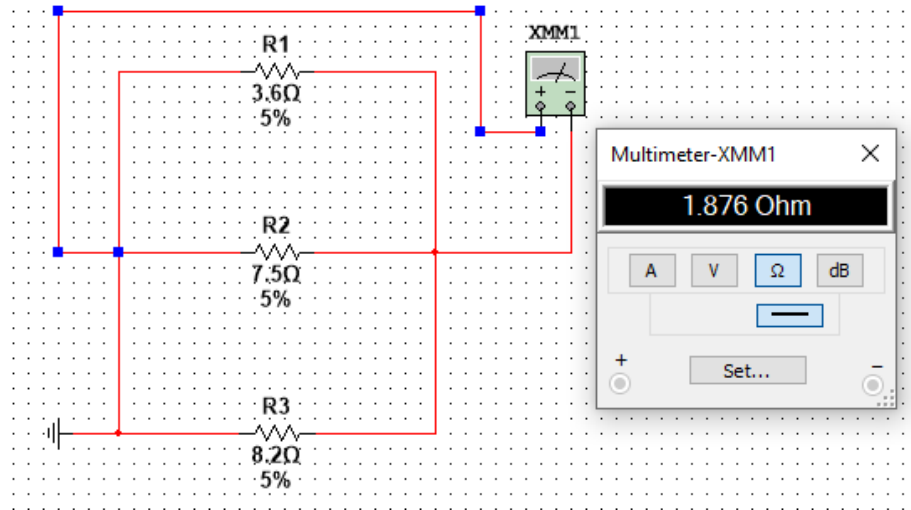 XMM1
R1
3.6Ω
5%
+ −
Multimeter-XMM1
1.876 Ohm
R2
7.5Ω
5%
A V Ω dB
+ −
Set...
R3
8.2Ω
5%